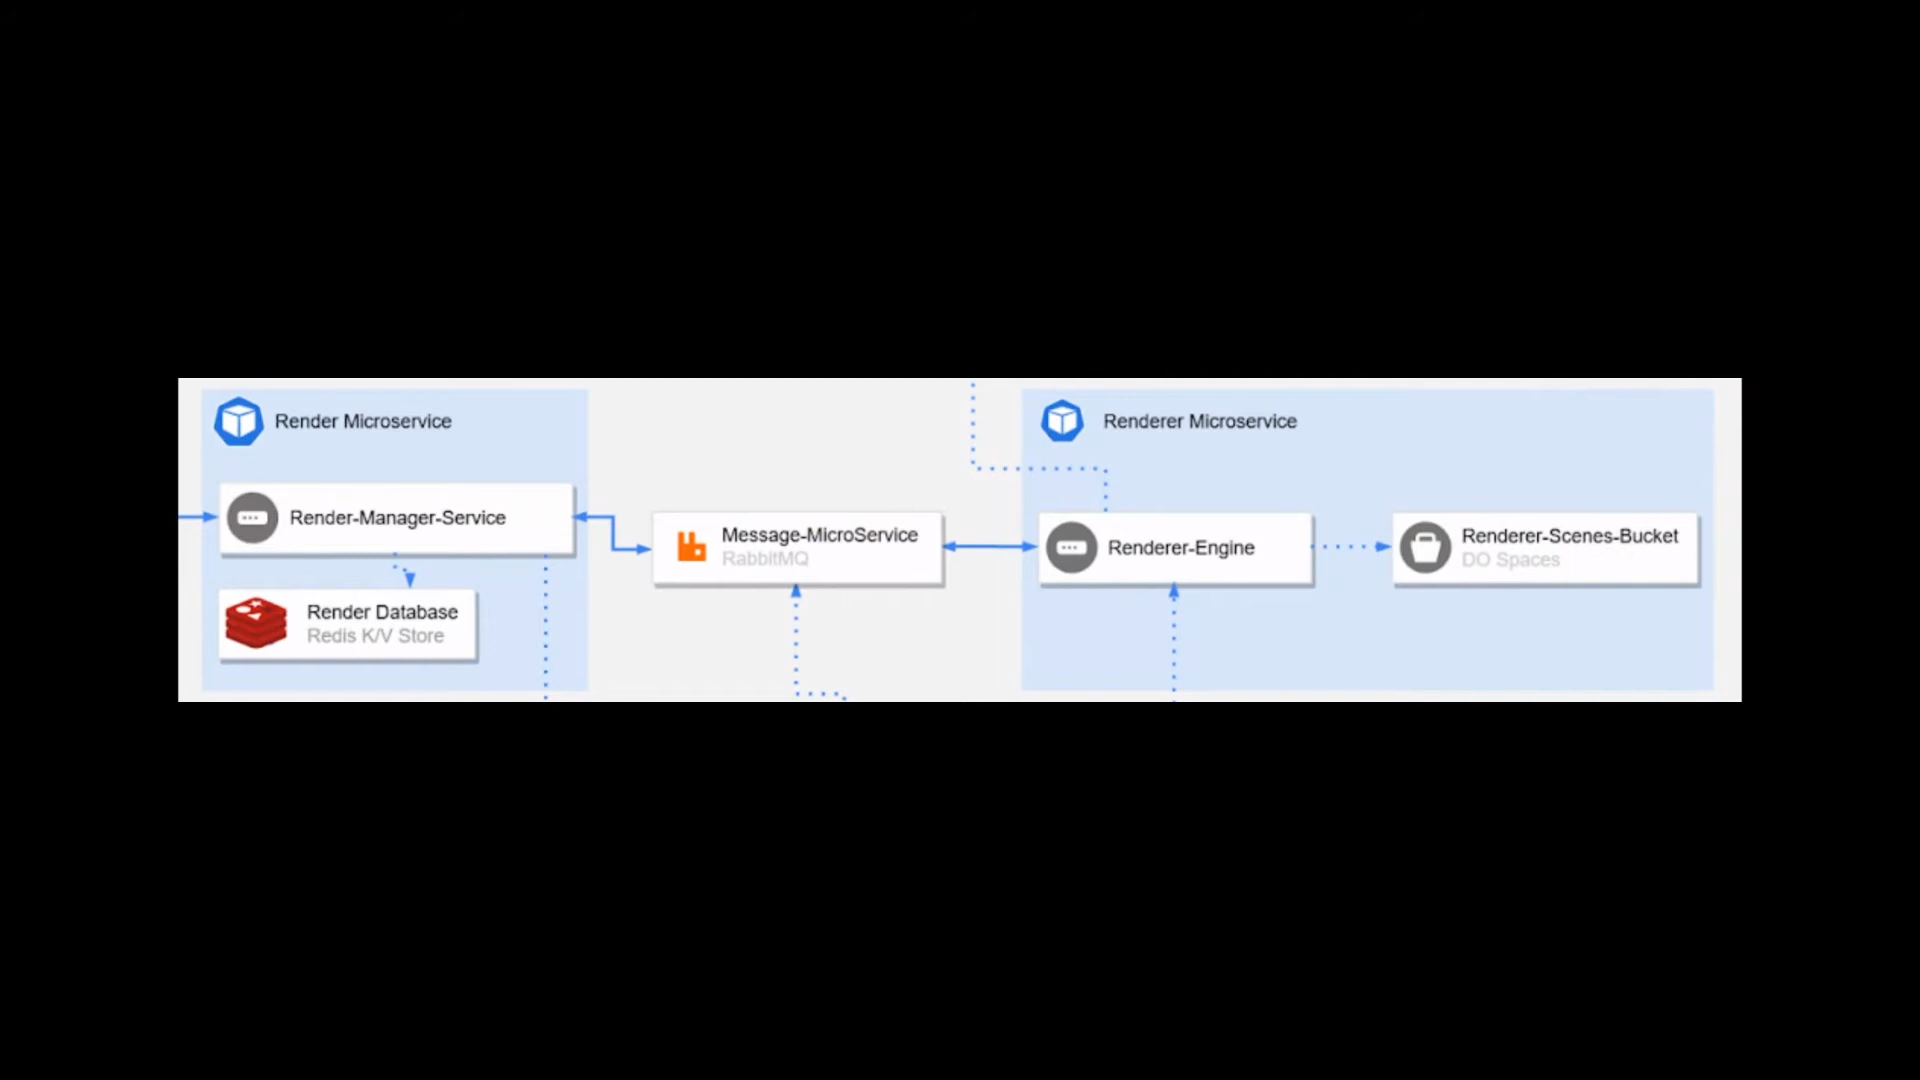 Render Microservice
Render-Manager-Service
Render Database
Redis K/V Store
Message-MicroService
RabbitMQ
Renderer Microservice
Renderer-Engine
Renderer-Scenes-Bucket
DO Spaces